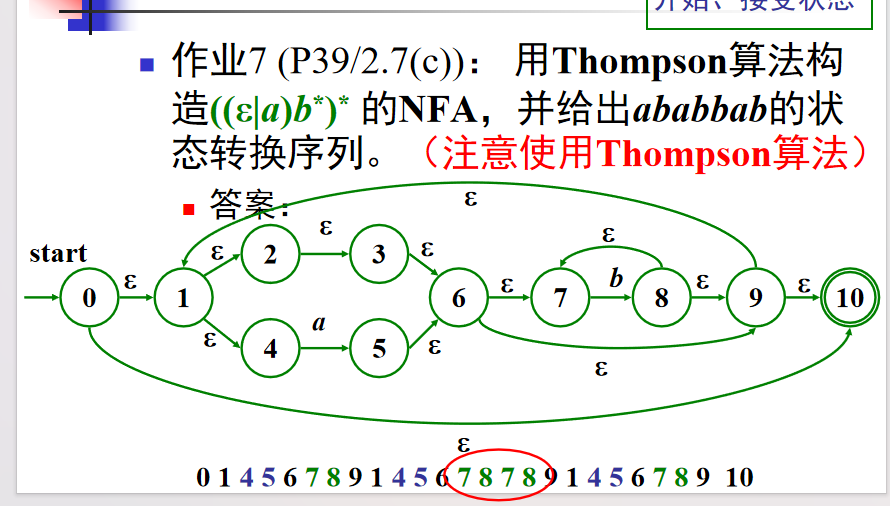 开始、接受状态
作业7 (P39/2.7(c))： 用Thompson算法构
造((ε|a)b*)* 的NFA，并给出ababbab的状
态转换序列。（注意使用Thompson算法）
答案：
ε
start
ε
ε
2
ε
3
ε
ε
0
1
6
ε
7
b
8
ε
9
ε
10
ε
4
a
5
ε
ε
ε
0 1 4 5 6 7 8 9 1 4 5 6 7 8 7 8 9 1 4 5 6 7 8 9 10